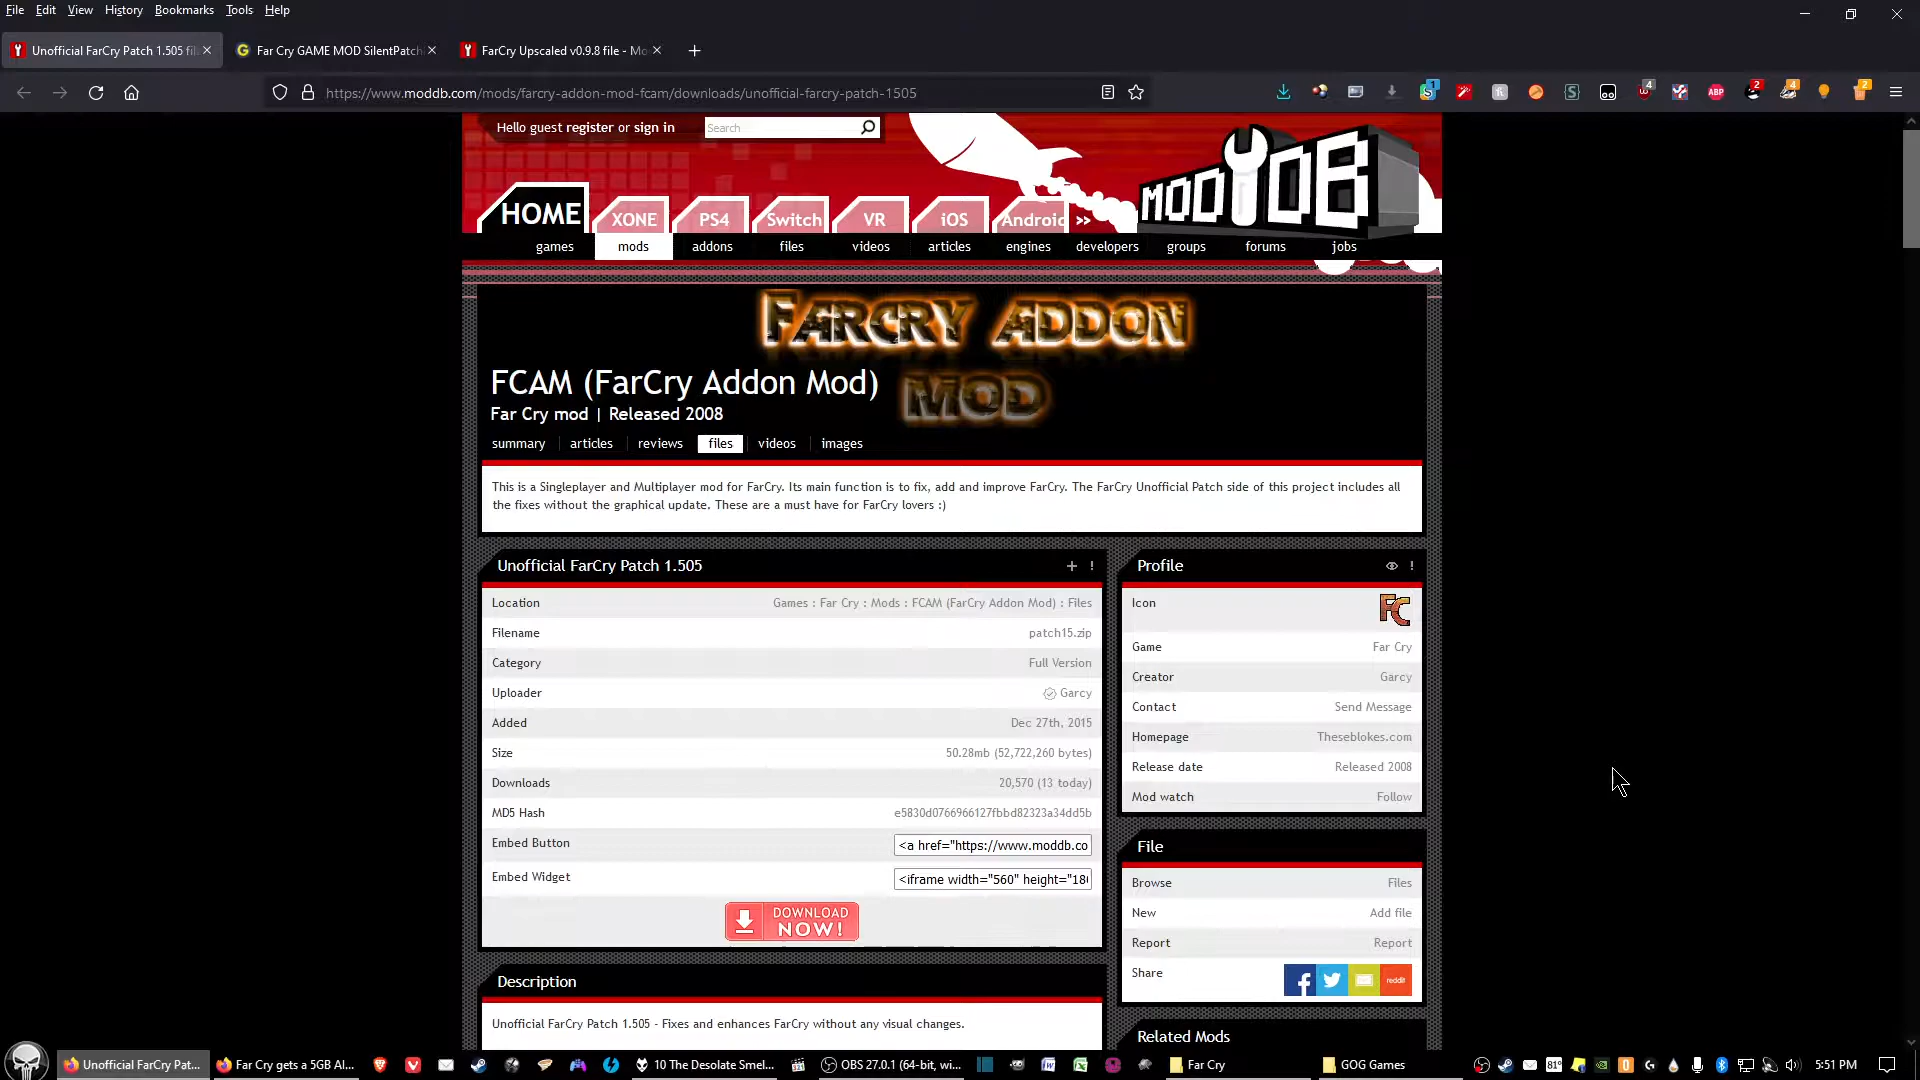 File Edit View History Bookmarks Tools Help
Unofficial FarCry Patch 1.505 fil
Far Cry GAME MOD SilentPatch
FarCry Upscaled v0.9.8 file - Mo
https://www.moddb.com/mods/farcry-addon-mod-fcam/downloads/unofficial-farcry-patch-1505
Hello guest register or sign in
Search
MODDB
HOME XONE PS4 Switch VR iOS Android >>
games mods addons files videos articles engines developers groups forums jobs
FARCRY ADDON
MOD
FCAM (FarCry Addon Mod)
Far Cry mod | Released 2008
summary articles reviews files videos images
This is a Singleplayer and Multiplayer mod for FarCry. Its main function is to fix, add and improve FarCry. The FarCry Unofficial Patch side of this project includes all
the fixes without the graphical update. These are a must have for FarCry lovers :)
Unofficial FarCry Patch 1.505
Location Games : Far Cry : Mods : FCAM (FarCry Addon Mod) : Files
Filename patch15.zip
Category Full Version
Uploader Garcy
Added Dec 27th, 2015
Size 50.28mb (52,722,260 bytes)
Downloads 20,570 (13 today)
MD5 Hash e5830d0766966127fbbd82323a34dd5b
Embed Button <a href="https://www.moddb.co
Embed Widget <iframe width="560" height="18
DOWNLOAD
NOW!
Description
Unofficial FarCry Patch 1.505 - Fixes and enhances FarCry without any visual changes.
Profile
Icon FC
Game Far Cry
Creator Garcy
Contact Send Message
Homepage Theseblokes.com
Release date Released 2008
Mod watch Follow
File
Browse Files
New Add file
Report Report
Share reddit
Related Mods
Unofficial FarCry Pat...
Far Cry gets a 5GB AI...
10 The Desolate Smel...
OBS 27.0.1 (64-bit, wi...
Far Cry
GOG Games
81°
5:51 PM